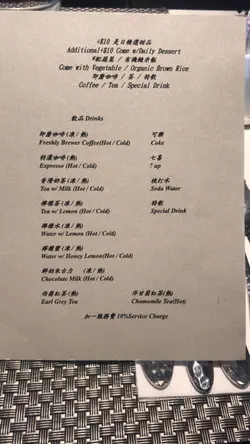 +$10 是日精選甜品
Additional+$10 Come w/Daily Dessert
配蔬菜 / 有機糙米飯
Come with Vegetable / Organic Brown Rice
即磨咖啡 / 茶 / 特飲
Coffee / Tea / Special Drink
飲品 Drinks
即磨咖啡(凍/熱) 可樂
Freshly Brewer Coffee(Hot / Cold) Coke
特濃咖啡(凍/熱) 七喜
Expresso (Hot / Cold) 7 up
香滑奶茶(凍/熱) 梳打水
Tea w/ Milk (Hot / Cold) Soda Water
檸檬茶(凍/熱) 特飲
Tea w/ Lemon (Hot / Cold) Special Drink
檸檬水(凍/熱)
Water w/ Lemon (Hot / Cold)
檸檬蜜(凍/熱)
Water w/ Honey Lemon(Hot / Cold)
鮮奶朱古力 (凍/熱)
Chocolate Milk (Hot / Cold)
伯爵紅茶(熱) 洋甘菊紅茶(熱)
Earl Grey Tea Chamomile Tea(Hot)
加一服務費 10%Service Charge